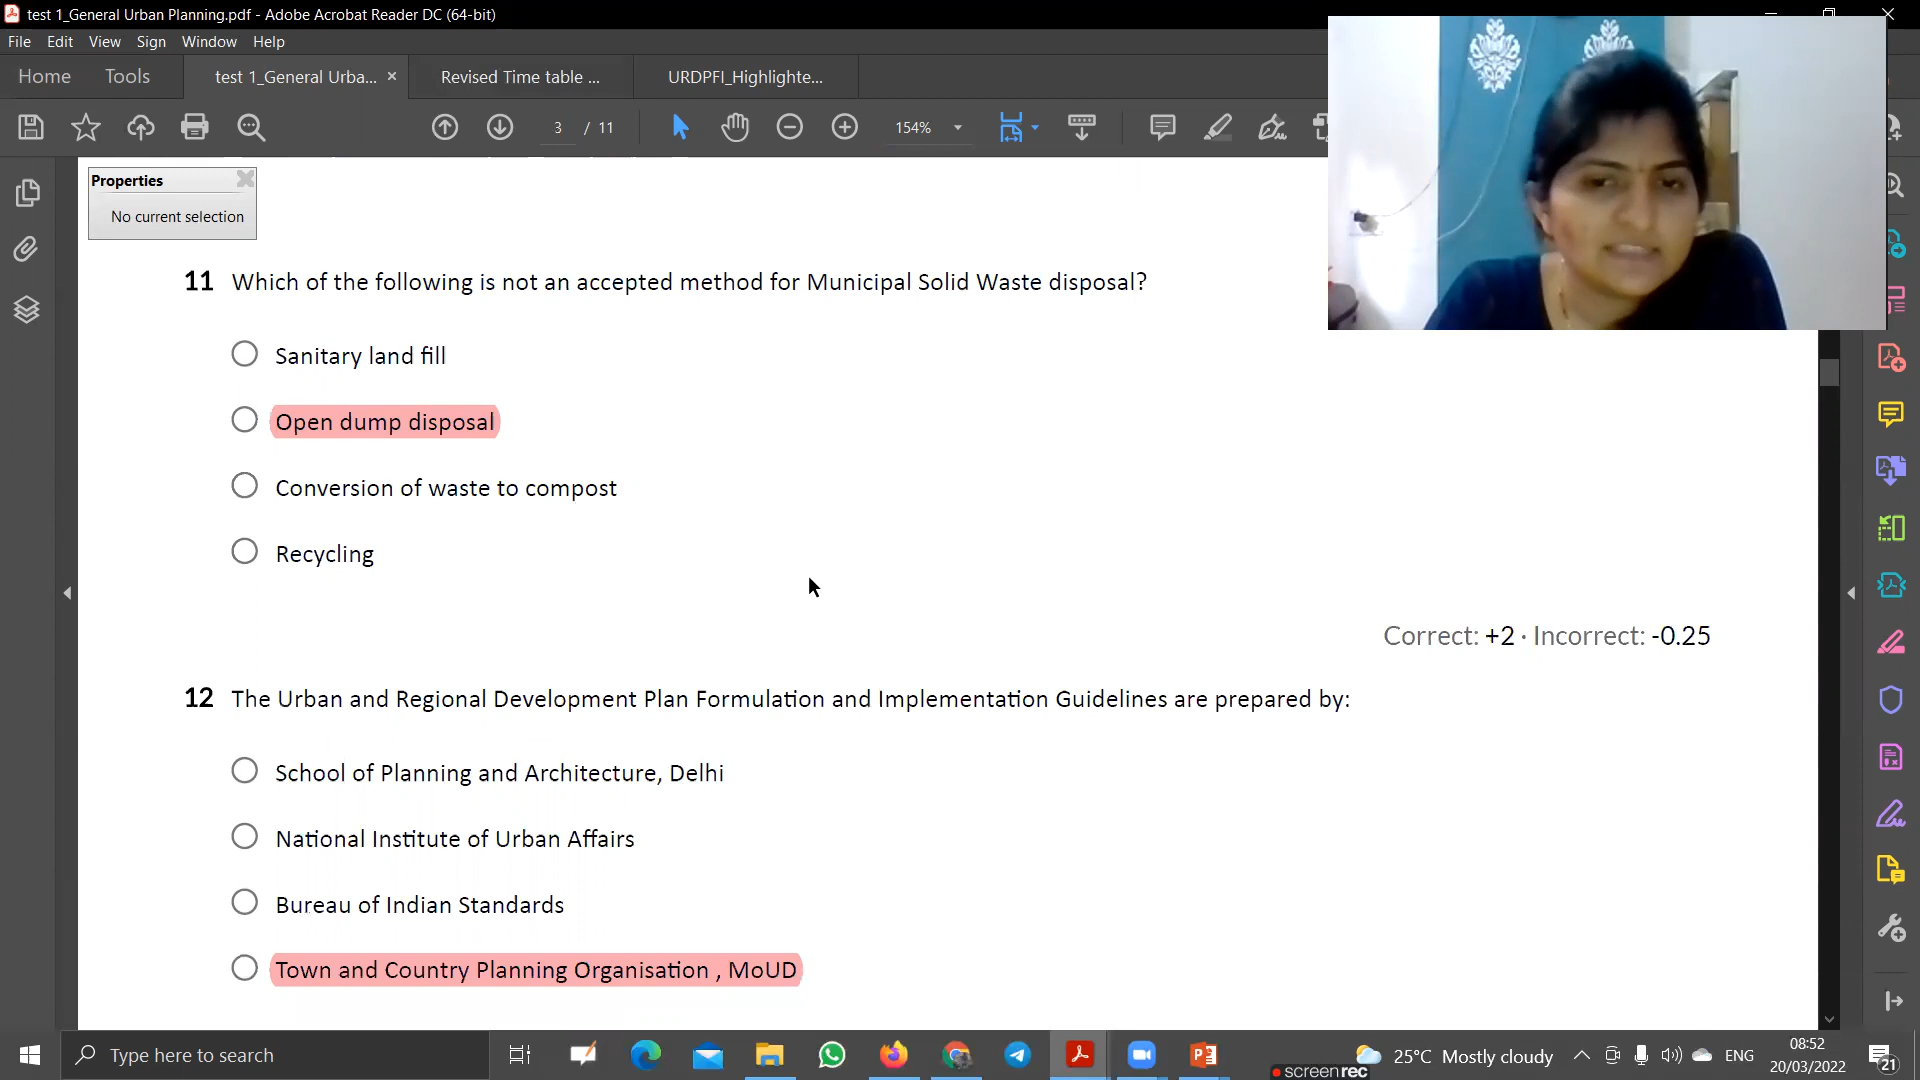 test 1_General Urban Planning.pdf - Adobe Acrobat Reader DC (64-bit)
File Edit View Sign Window Help
Home Tools test 1_General Urba... × Revised Time table ... URDPFI_Highlighte...
3 / 11 154%
Properties
No current selection
11 Which of the following is not an accepted method for Municipal Solid Waste disposal?
Sanitary land fill
Open dump disposal
Conversion of waste to compost
Recycling
Correct: +2 · Incorrect: -0.25
12 The Urban and Regional Development Plan Formulation and Implementation Guidelines are prepared by:
School of Planning and Architecture, Delhi
National Institute of Urban Affairs
Bureau of Indian Standards
Town and Country Planning Organisation , MoUD
Type here to search
25°C Mostly cloudy
ENG
08:52
20/03/2022
21
screenrec